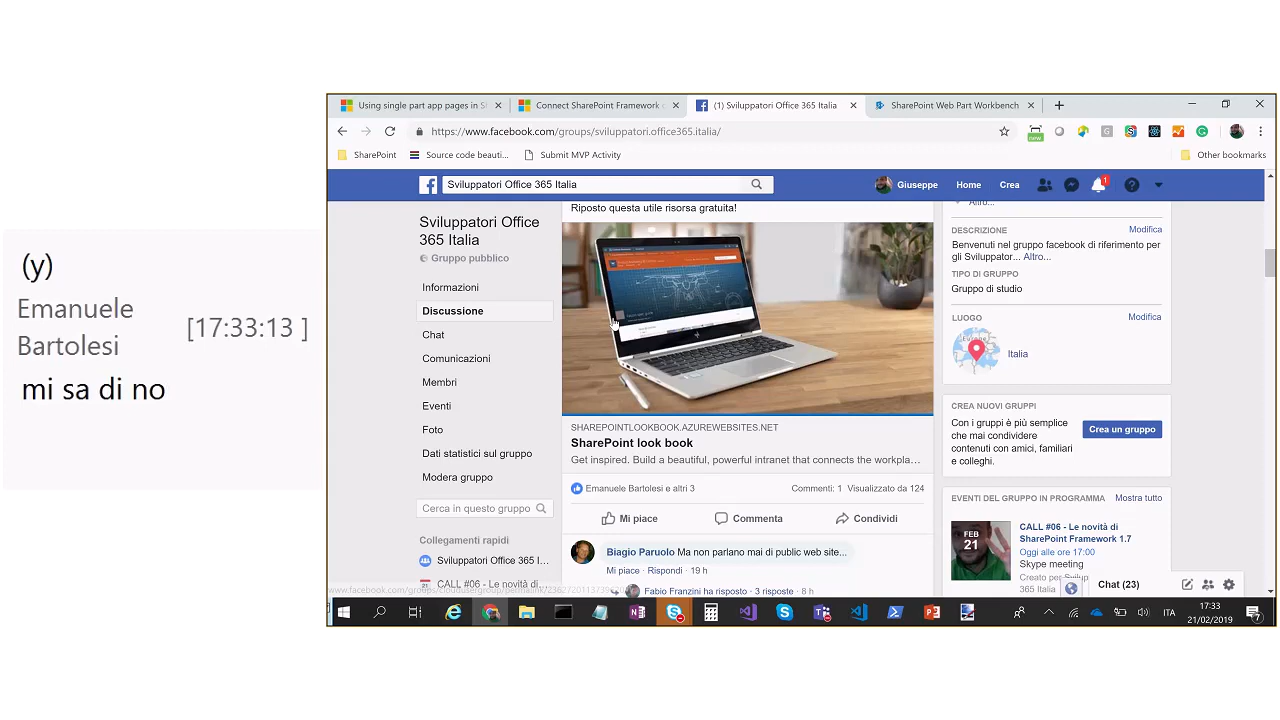 (y)
Emanuele
Bartolesi
[17:33:13 ]
mi sa di no
Using single part app pages in S
Connect SharePoint Framework c
(1) Sviluppatori Office 365 Italia
SharePoint Web Part Workbench
https://www.facebook.com/groups/sviluppatori.office365.italia/
SharePoint
Source code beauti...
Submit MVP Activity
Other bookmarks
Sviluppatori Office 365 Italia
Giuseppe
Home
Crea
1
Sviluppatori Office
365 Italia
Gruppo pubblico
Informazioni
Discussione
Chat
Comunicazioni
Membri
Eventi
Foto
Dati statistici sul gruppo
Modera gruppo
Cerca in questo gruppo
Collegamenti rapidi
Sviluppatori Office 365 I...
CALL #06 - Le novità di...
Riposto questa utile risorsa gratuita!
SHAREPOINTLOOKBOOK.AZUREWEBSITES.NET
SharePoint look book
Get inspired. Build a beautiful, powerful intranet that connects the workpla...
Emanuele Bartolesi e altri 3
Commenti: 1 Visualizzato da 124
Mi piace
Commenta
Condividi
Biagio Paruolo Ma non parlano mai di public web site...
Mi piace · Rispondi · 19 h
Fabio Franzini ha risposto · 3 risposte · 8 h
Altro...
DESCRIZIONE
Modifica
Benvenuti nel gruppo facebook di riferimento per
gli Sviluppator... Altro...
TIPO DI GRUPPO
Gruppo di studio
LUOGO
Modifica
Italia
CREA NUOVI GRUPPI
Con i gruppi è più semplice
che mai condividere
contenuti con amici, familiari
e colleghi.
Crea un gruppo
EVENTI DEL GRUPPO IN PROGRAMMA
Mostra tutto
FEB
21
CALL #06 - Le novità di
SharePoint Framework 1.7
Oggi alle ore 17:00
Skype meeting
365 Italia
Chat (23)
ITA
17:33
21/02/2019
7